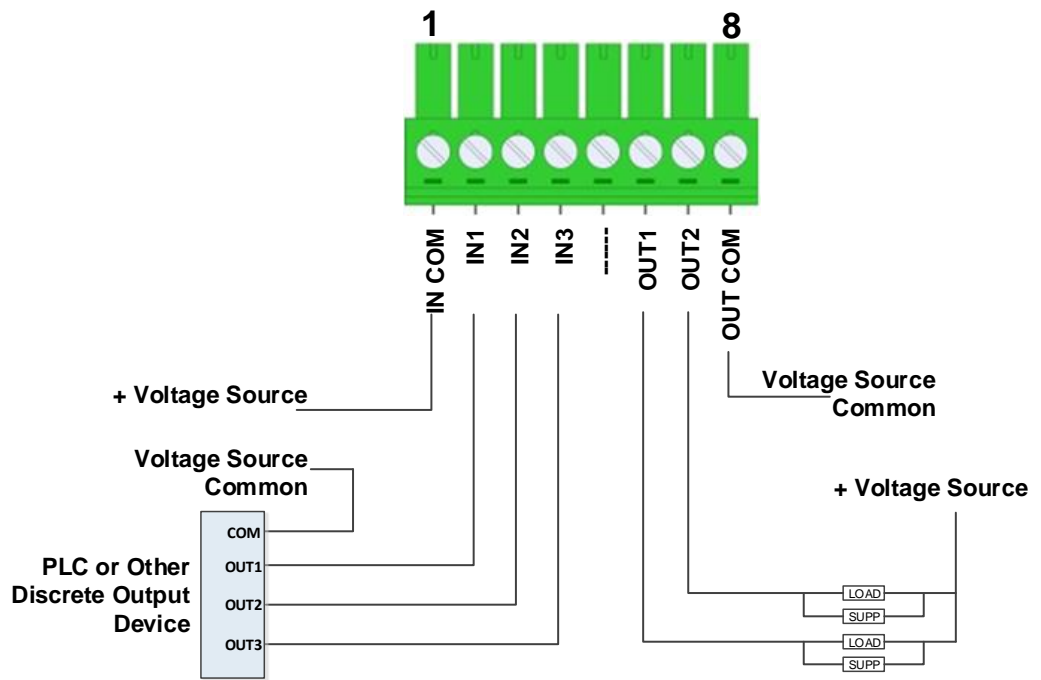 1
8
IN COM
IN1
IN2
IN3
-----
OUT1
OUT2
OUT COM
+ Voltage Source
Voltage Source
Common
Voltage Source
Common
+ Voltage Source
PLC or Other
Discrete Output
Device
COM
OUT1
OUT2
OUT3
LOAD
SUPP
LOAD
SUPP